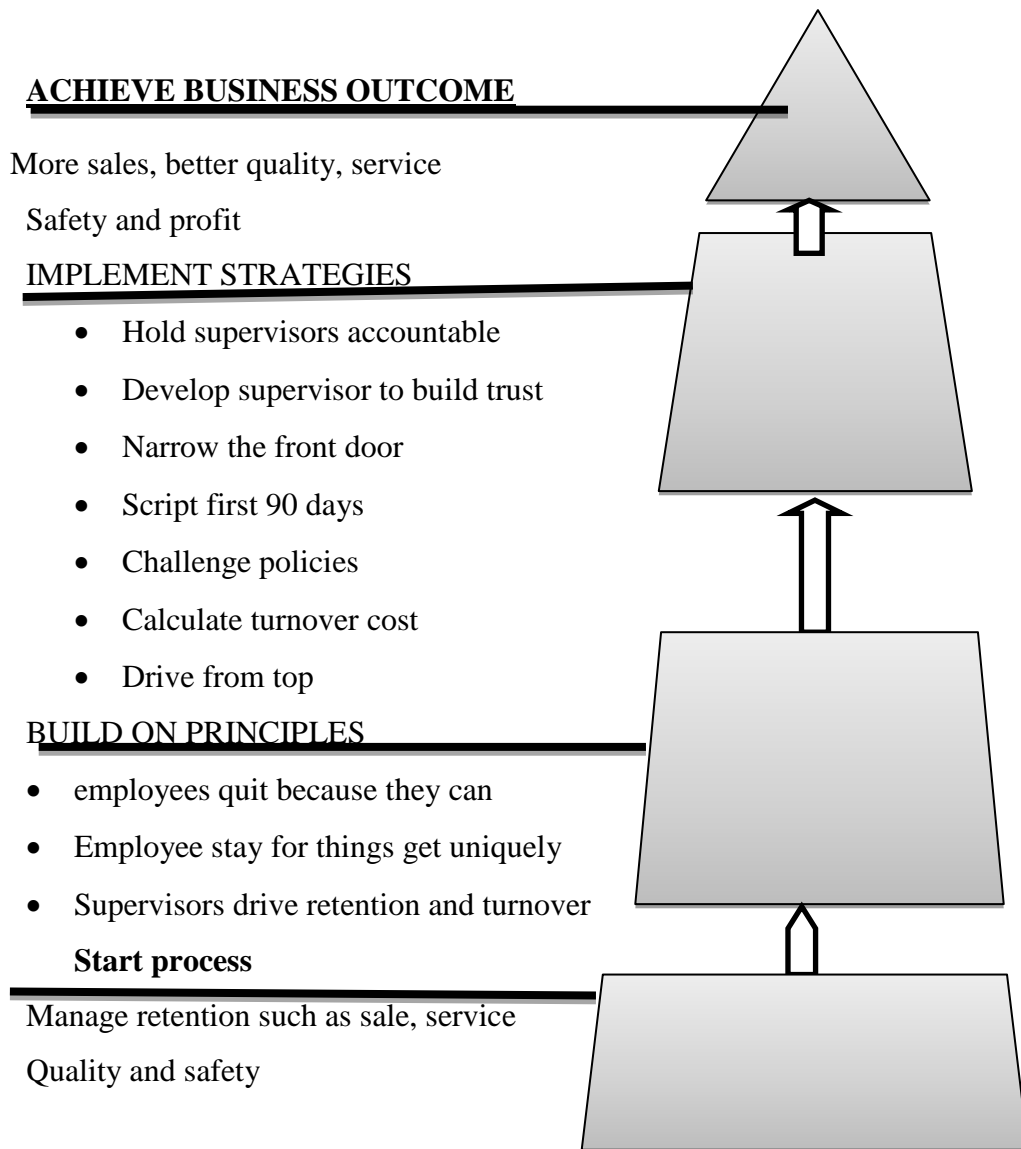 ACHIEVE BUSINESS OUTCOME
More sales, better quality, service
Safety and profit
IMPLEMENT STRATEGIES
• Hold supervisors accountable
• Develop supervisor to build trust
• Narrow the front door
• Script first 90 days
• Challenge policies
• Calculate turnover cost
• Drive from top
BUILD ON PRINCIPLES
• employees quit because they can
• Employee stay for things get uniquely
• Supervisors drive retention and turnover
Start process
Manage retention such as sale, service
Quality and safety